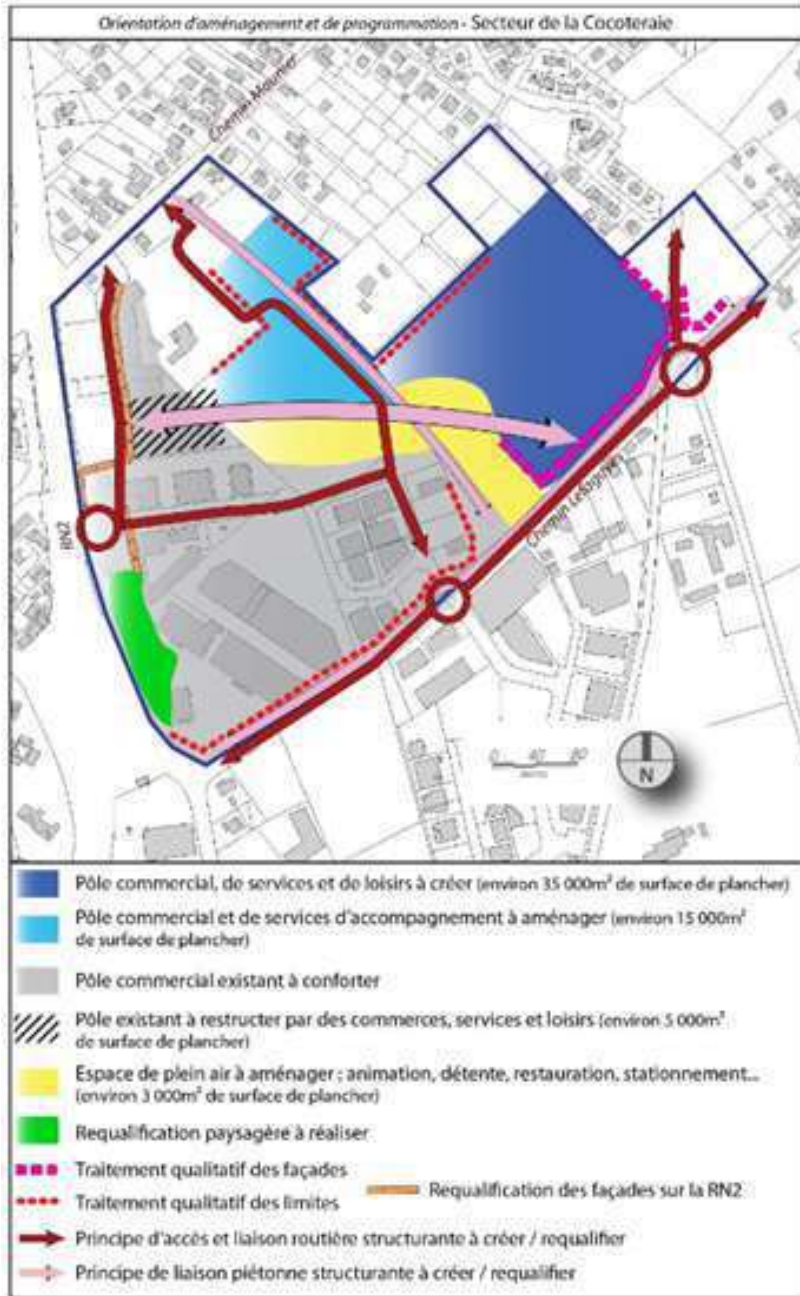 Orientation d'aménagement et de programmation - Secteur de la Cocoteraie
Chemin Mounier
RN2
Chemin Lefaguyes
0 40 80
N
Pôle commercial, de services et de loisirs à créer (environ 35 000m² de surface de plancher)
Pôle commercial et de services d'accompagnement à aménager (environ 15 000m²
de surface de plancher)
Pôle commercial existant à conforter
Pôle existant à restructer par des commerces, services et loisirs (environ 5 000m²
de surface de plancher)
Espace de plein air à aménager : animation, détente, restauration, stationnement...
(environ 3 000m² de surface de plancher)
Requalification paysagère à réaliser
Traitement qualitatif des façades
Requalification des façades sur la RN2
Traitement qualitatif des limites
Principe d'accès et liaison routière structurante à créer / requalifier
Principe de liaison piétonne structurante à créer / requalifier